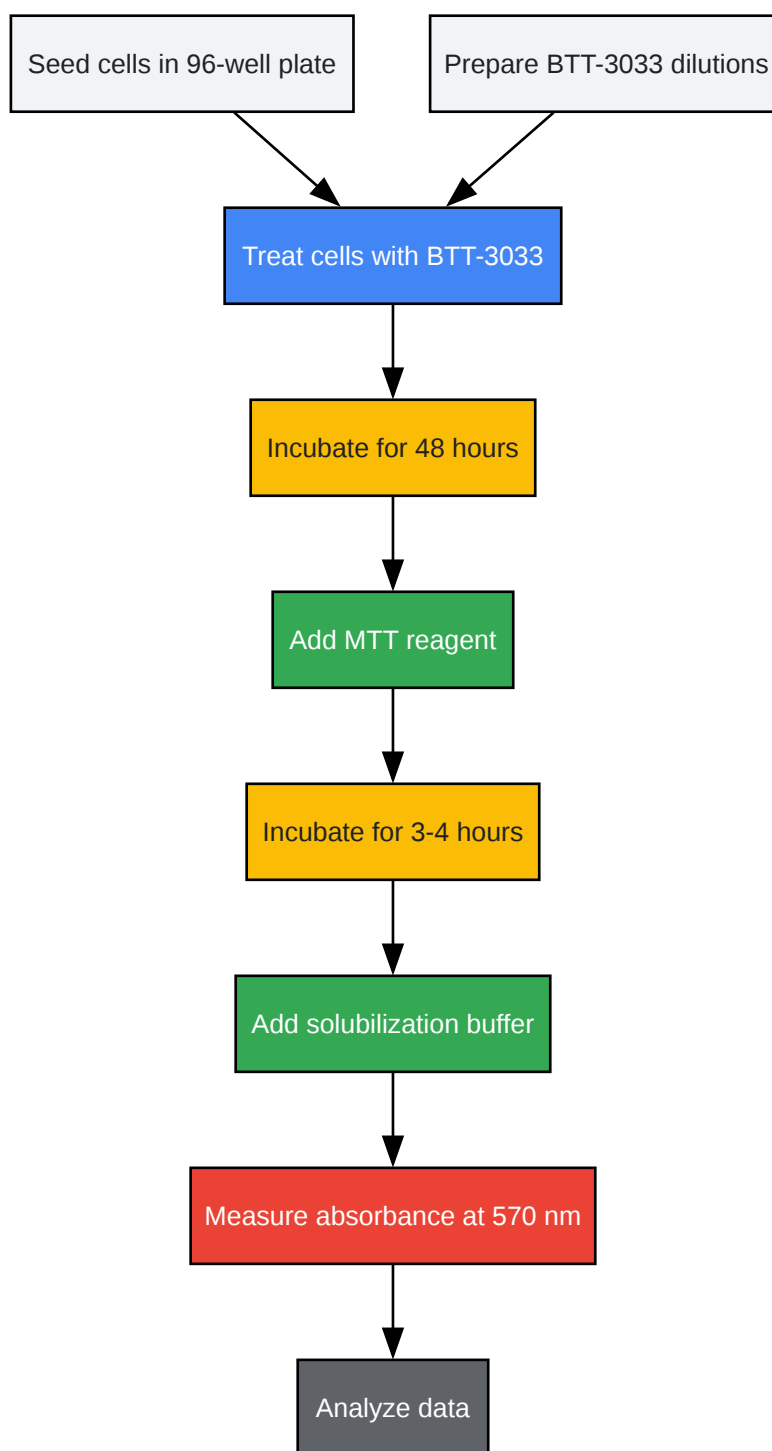 Seed cells in 96-well plate
Prepare BTT-3033 dilutions
Treat cells with BTT-3033
Incubate for 48 hours
Add MTT reagent
Incubate for 3-4 hours
Add solubilization buffer
Measure absorbance at 570 nm
Analyze data